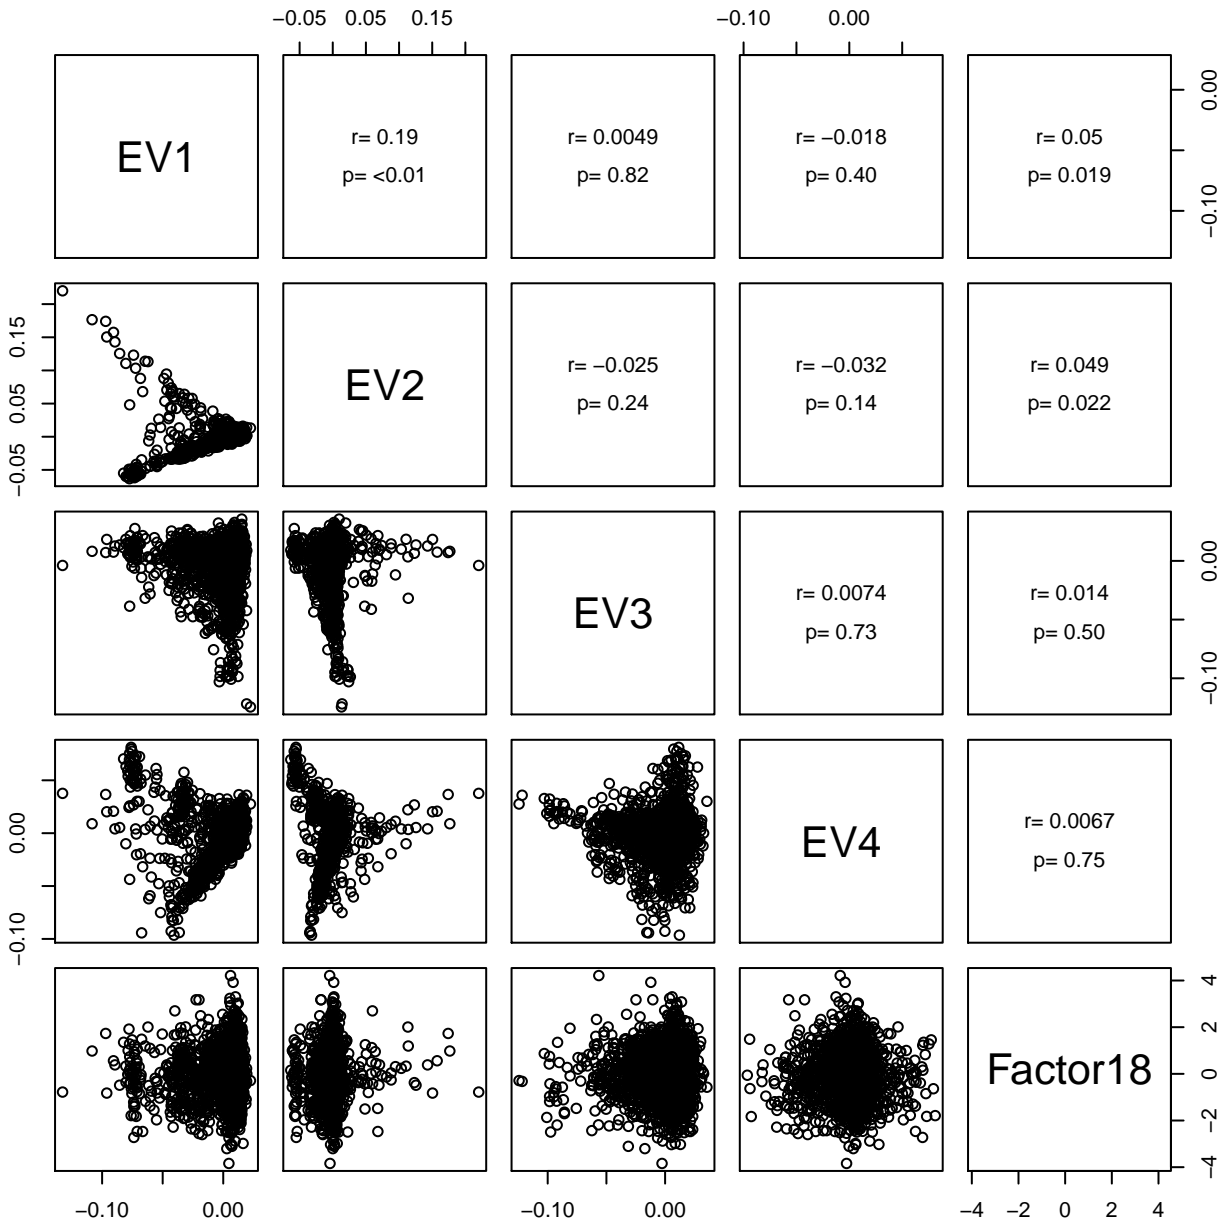 −0.05 0.05 0.15 −0.10 0.00
EV1
r= 0.19
p= <0.01
r= 0.0049
p= 0.82
r= −0.018
p= 0.40
r= 0.05
p= 0.019
0.00
−0.10
0.15
0.05
−0.05
EV2
r= −0.025
p= 0.24
r= −0.032
p= 0.14
r= 0.049
p= 0.022
EV3
r= 0.0074
p= 0.73
r= 0.014
p= 0.50
0.00
−0.10
0.00
−0.10
EV4
r= 0.0067
p= 0.75
Factor18
4
2
0
−2
−4
−0.10 0.00 −0.10 0.00 −4 −2 0 2 4